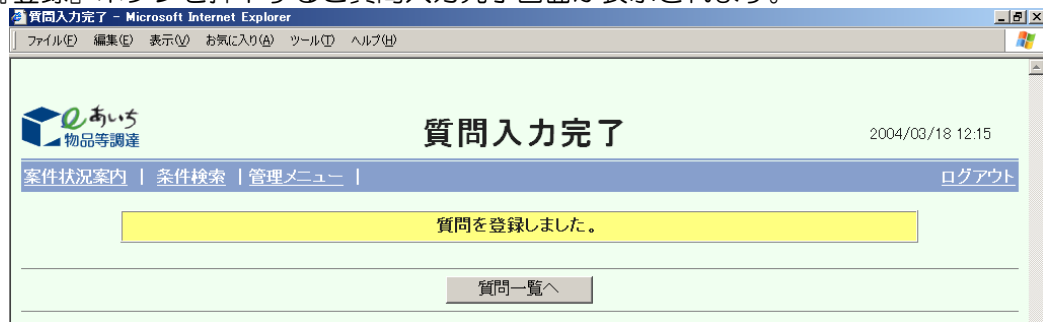 『登録』ボタンを押下すると質問入力完了画面が表示されます。
質問入力完了 - Microsoft Internet Explorer
ファイル(F) 編集(E) 表示(V) お気に入り(A) ツール(T) ヘルプ(H)
eあいち
物品等調達
質問入力完了
2004/03/18 12:15
案件状況案内 | 条件検索 | 管理メニュー |
ログアウト
質問を登録しました。
質問一覧へ